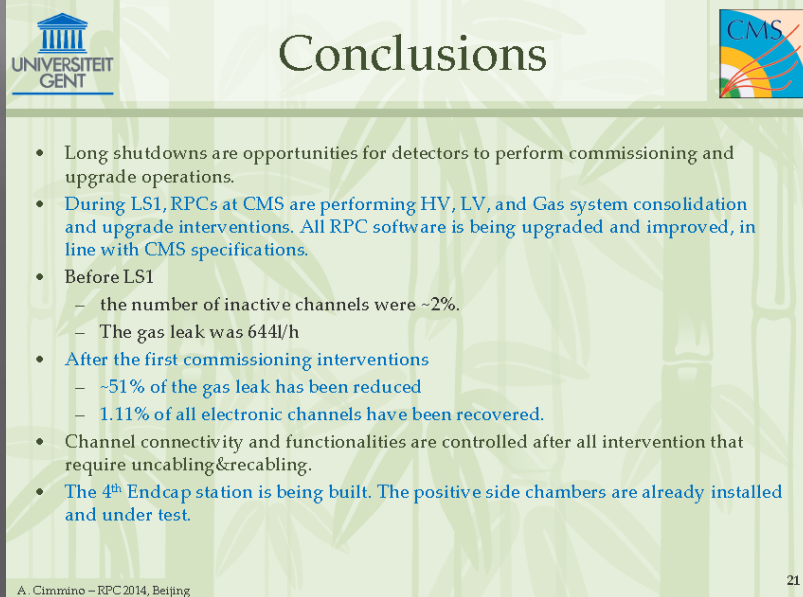 UNIVERSITEIT
GENT
Conclusions
CMS
• Long shutdowns are opportunities for detectors to perform commissioning and
upgrade operations.
• During LS1, RPCs at CMS are performing HV, LV, and Gas system consolidation
and upgrade interventions. All RPC software is being upgraded and improved, in
line with CMS specifications.
• Before LS1
– the number of inactive channels were ~2%.
– The gas leak was 644l/h
• After the first commissioning interventions
– ~51% of the gas leak has been reduced
– 1.11% of all electronic channels have been recovered.
• Channel connectivity and functionalities are controlled after all intervention that
require uncabling&recabling.
• The 4th Endcap station is being built. The positive side chambers are already installed
and under test.
21
A. Cimmino – RPC2014, Beijing